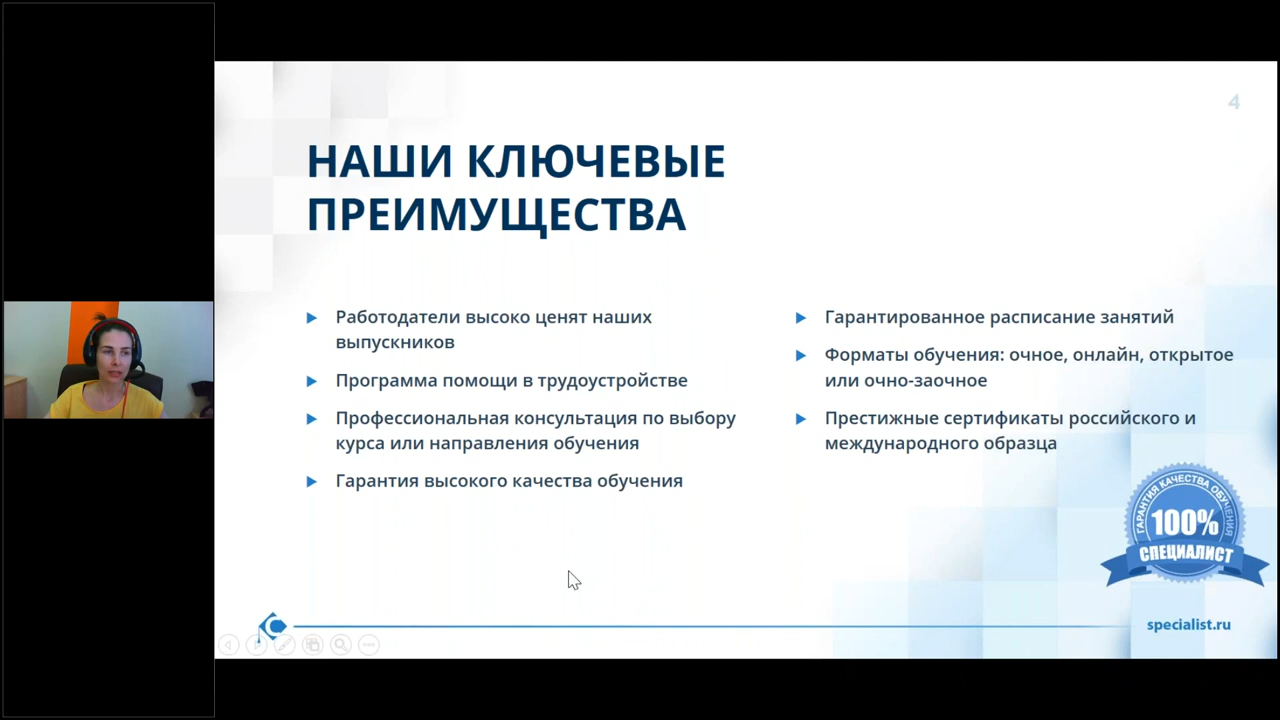 4
НАШИ КЛЮЧЕВЫЕ
ПРЕИМУЩЕСТВА
Работодатели высоко ценят наших
выпускников
Программа помощи в трудоустройстве
Профессиональная консультация по выбору
курса или направления обучения
Гарантия высокого качества обучения
Гарантированное расписание занятий
Форматы обучения: очное, онлайн, открытое
или очно-заочное
Престижные сертификаты российского и
международного образца
ГАРАНТИЯ КАЧЕСТВА ОБУЧЕНИЯ
100%
СПЕЦИАЛИСТ
specialist.ru